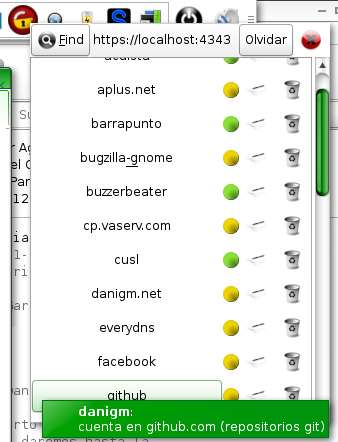 Find https://localhost:4343 Olvidar
acdista
aplus.net
barrapunto
bugzilla-gnome
buzzerbeater
cp.vaserv.com
cusl
danigm.net
everydns
facebook
github
danigm:
cuenta en github.com (repositorios git)